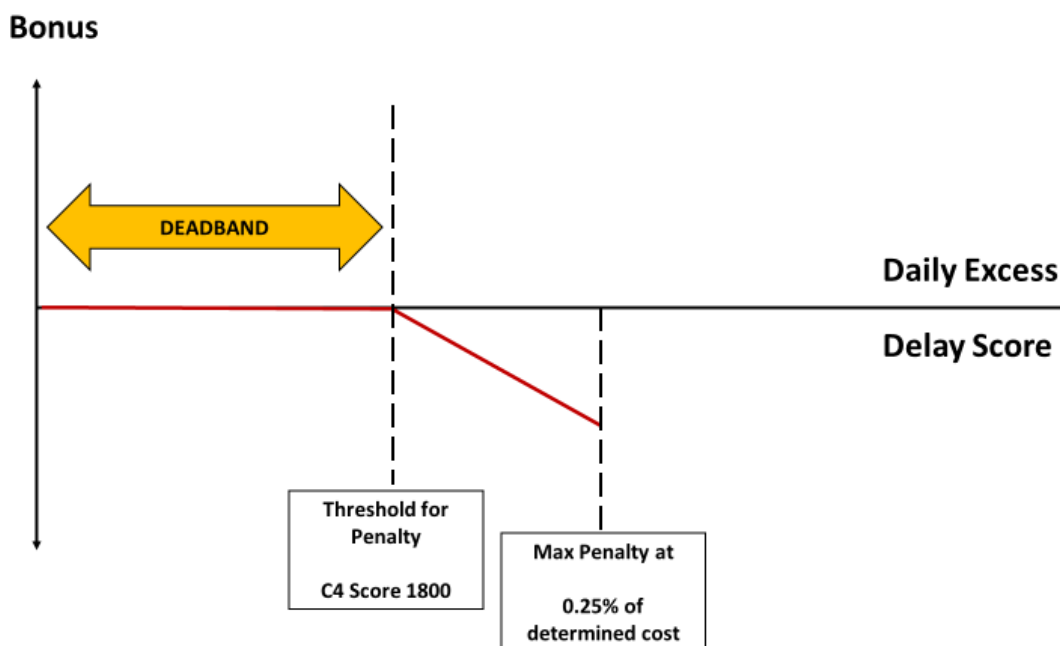 Bonus
DEADBAND
Daily Excess
Delay Score
Threshold for
Penalty
C4 Score 1800
Max Penalty at
0.25% of
determined cost